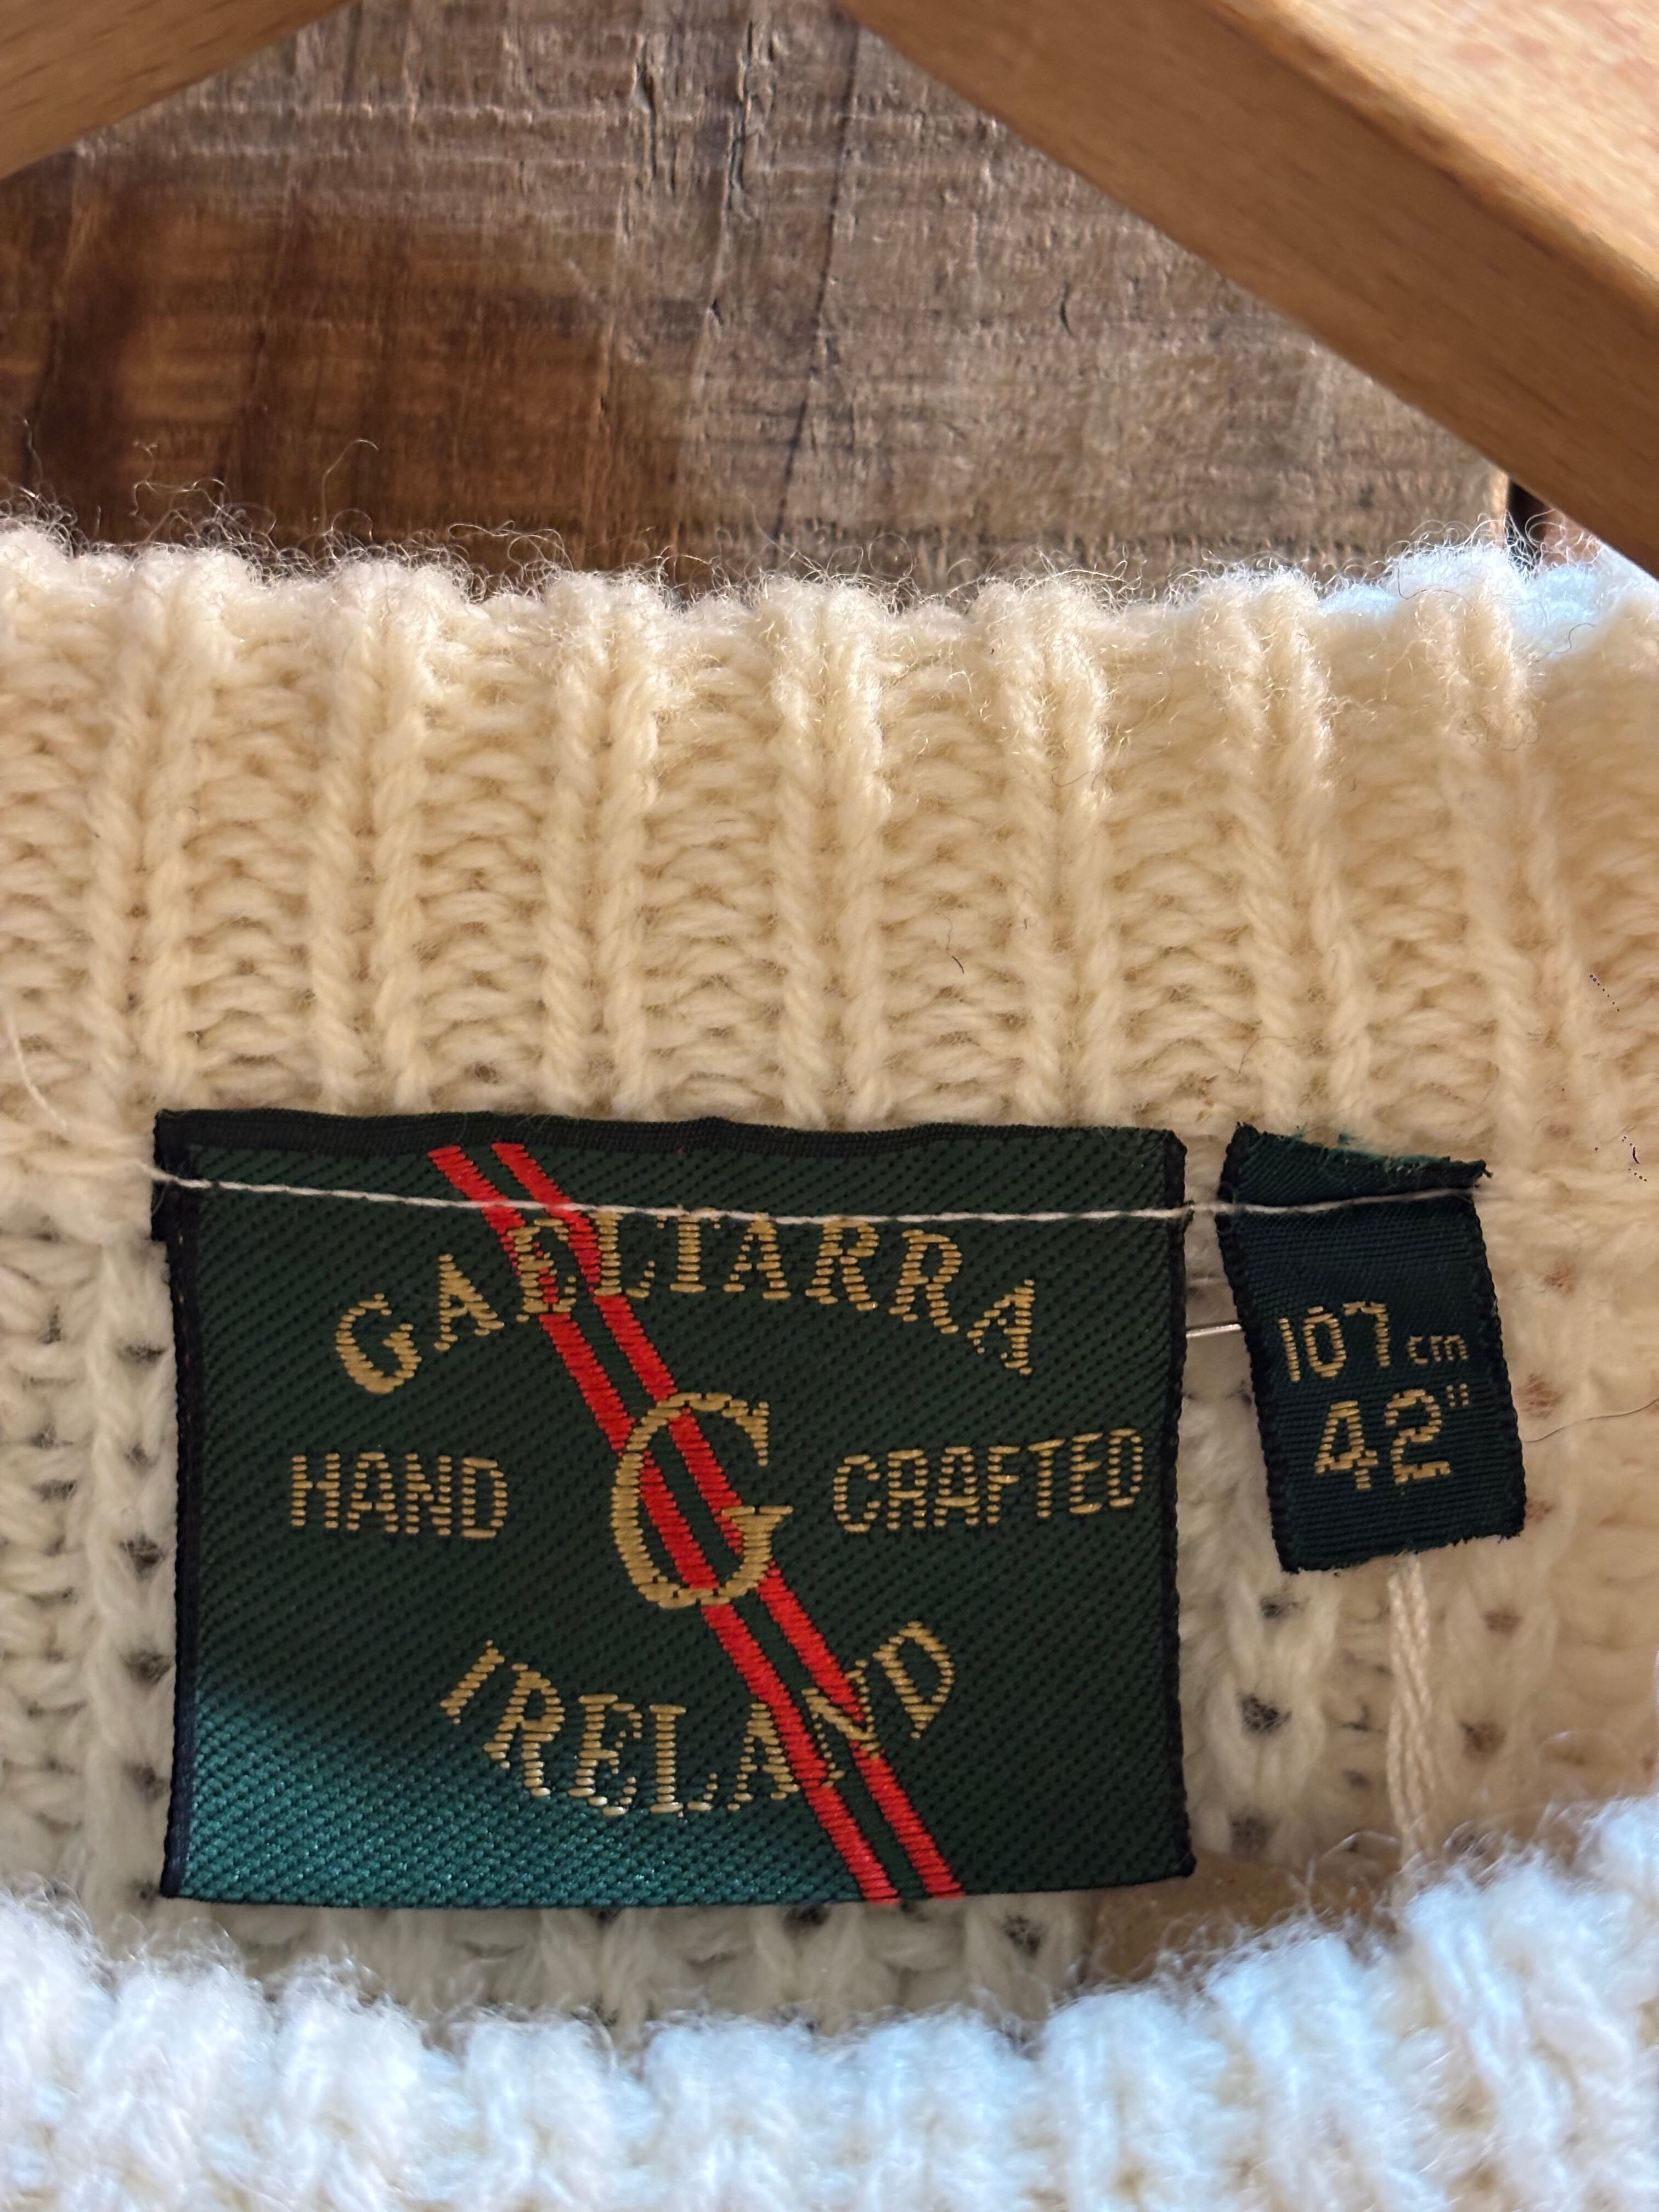 GAELTARRA
HAND G CRAFTED
IRELAND
107 cm
42"